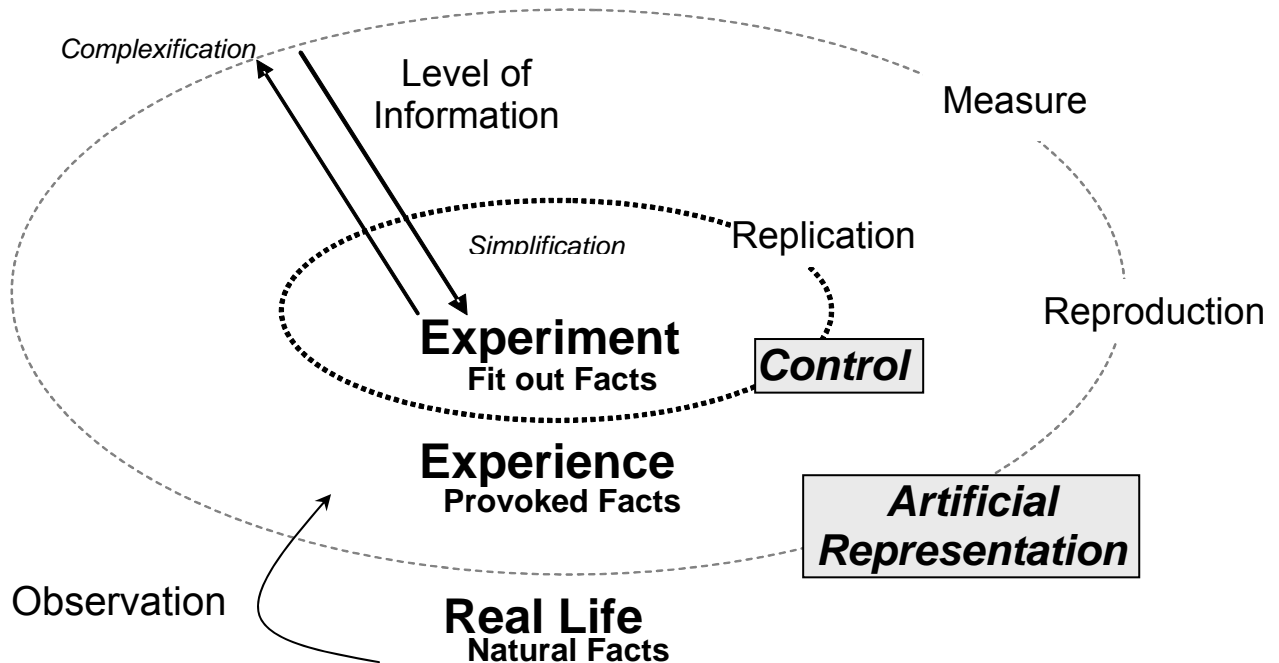 Complexification
Level of
Information
Measure
Simplification
Replication
Reproduction
Experiment
Fit out Facts
Control
Experience
Provoked Facts
Artificial
Representation
Observation
Real Life
Natural Facts